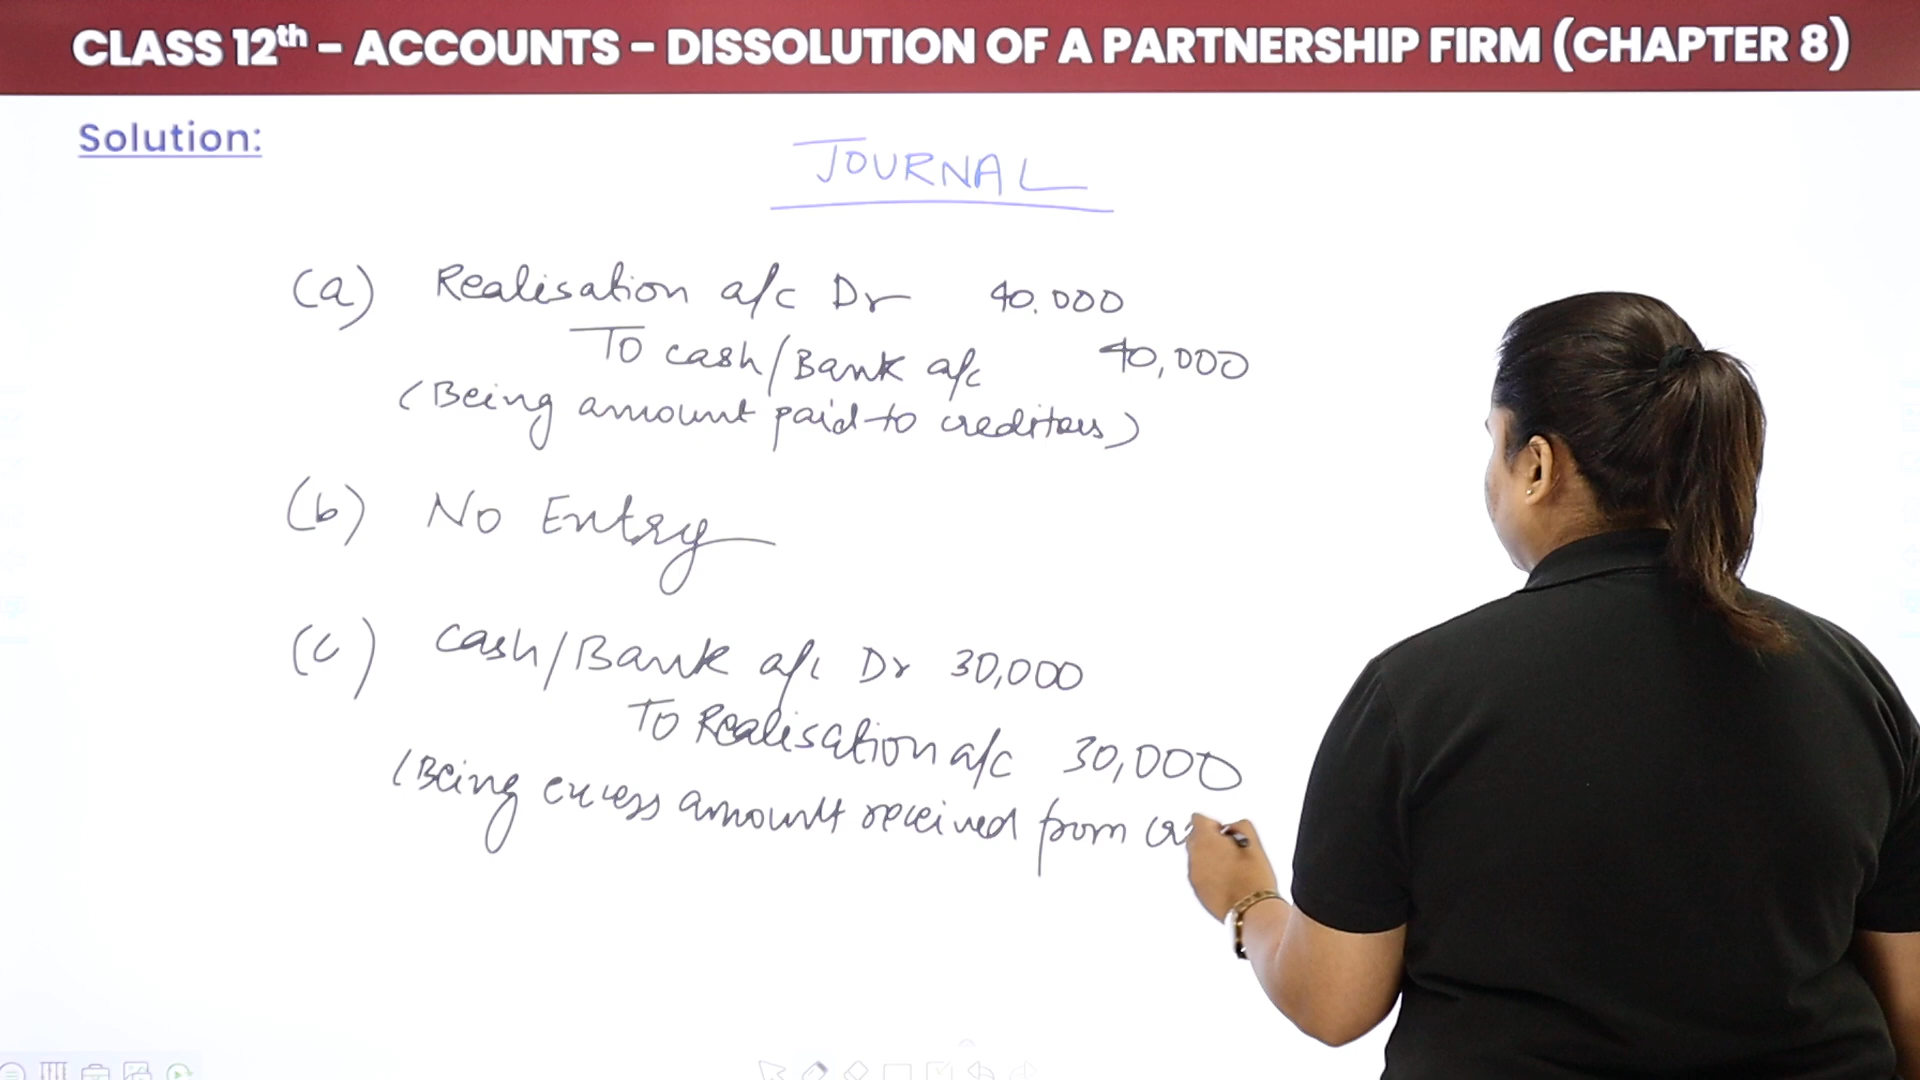 CLASS 12th – ACCOUNTS – DISSOLUTION OF A PARTNERSHIP FIRM (CHAPTER 8)
Solution:
JOURNAL
(a) Realisation a/c Dr 40.000
To cash/Bank a/c 40,000
(Being amount paid to creditors)
(b) No Entry
(c) Cash/Bank a/c Dr 30,000
To Realisation a/c 30,000
(Being excess amount received from